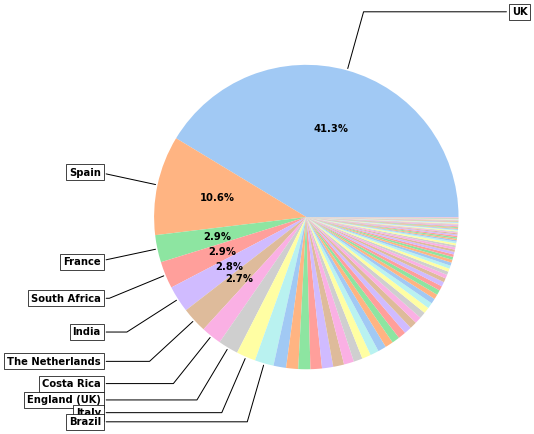 UK
41.3%
Spain
10.6%
France
2.9%
South Africa
2.9%
India
2.8%
The Netherlands
2.7%
Costa Rica
England (UK)
Italy
Brazil